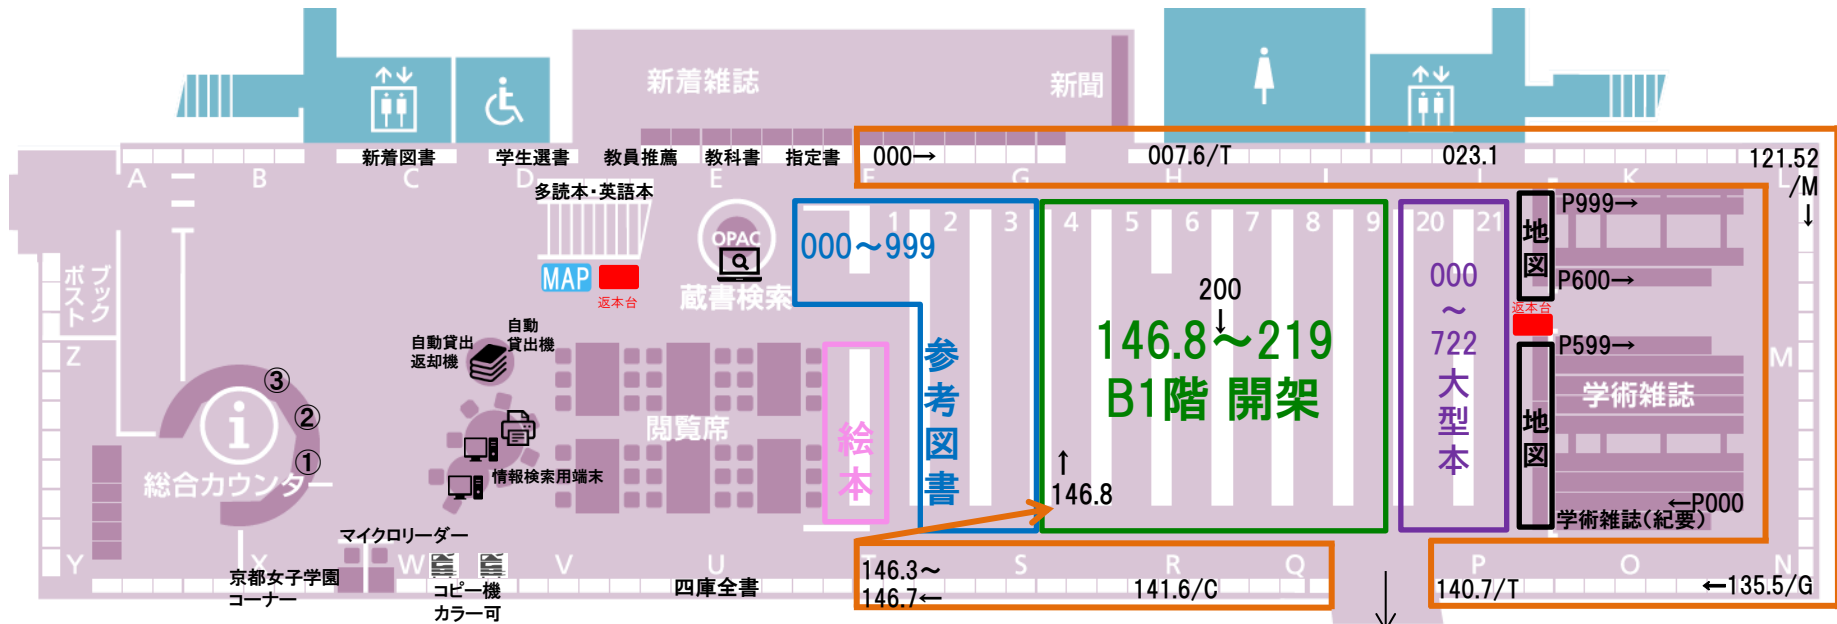 新着雑誌
新聞
新着図書
学生選書
教員推薦
教科書
指定書
000→
007.6/T
023.1
121.52
/M
↓
A
B
C
D
E
F
G
H
I
J
K
L
多読本・英語本
1
2
3
4
5
6
7
8
9
20
21
P999→
地図
OPAC
000～999
MAP
返本台
蔵書検索
ブック
ポスト
200
↓
000
～
722
大型本
P600→
返本台
自動貸出
返却機
自動
貸出機
146.8～219
B1階 開架
P599→
Z
M
③
②
①
i
総合カウンター
閲覧席
絵本
参考図書
地図
学術雑誌
情報検索用端末
↑
146.8
←P000
学術雑誌(紀要)
マイクロリーダー
Y
X
W
V
U
T
S
R
Q
P
O
N
京都女子学園
コーナー
コピー機
カラー可
四庫全書
146.3～
146.7←
141.6/C
140.7/T
←135.5/G